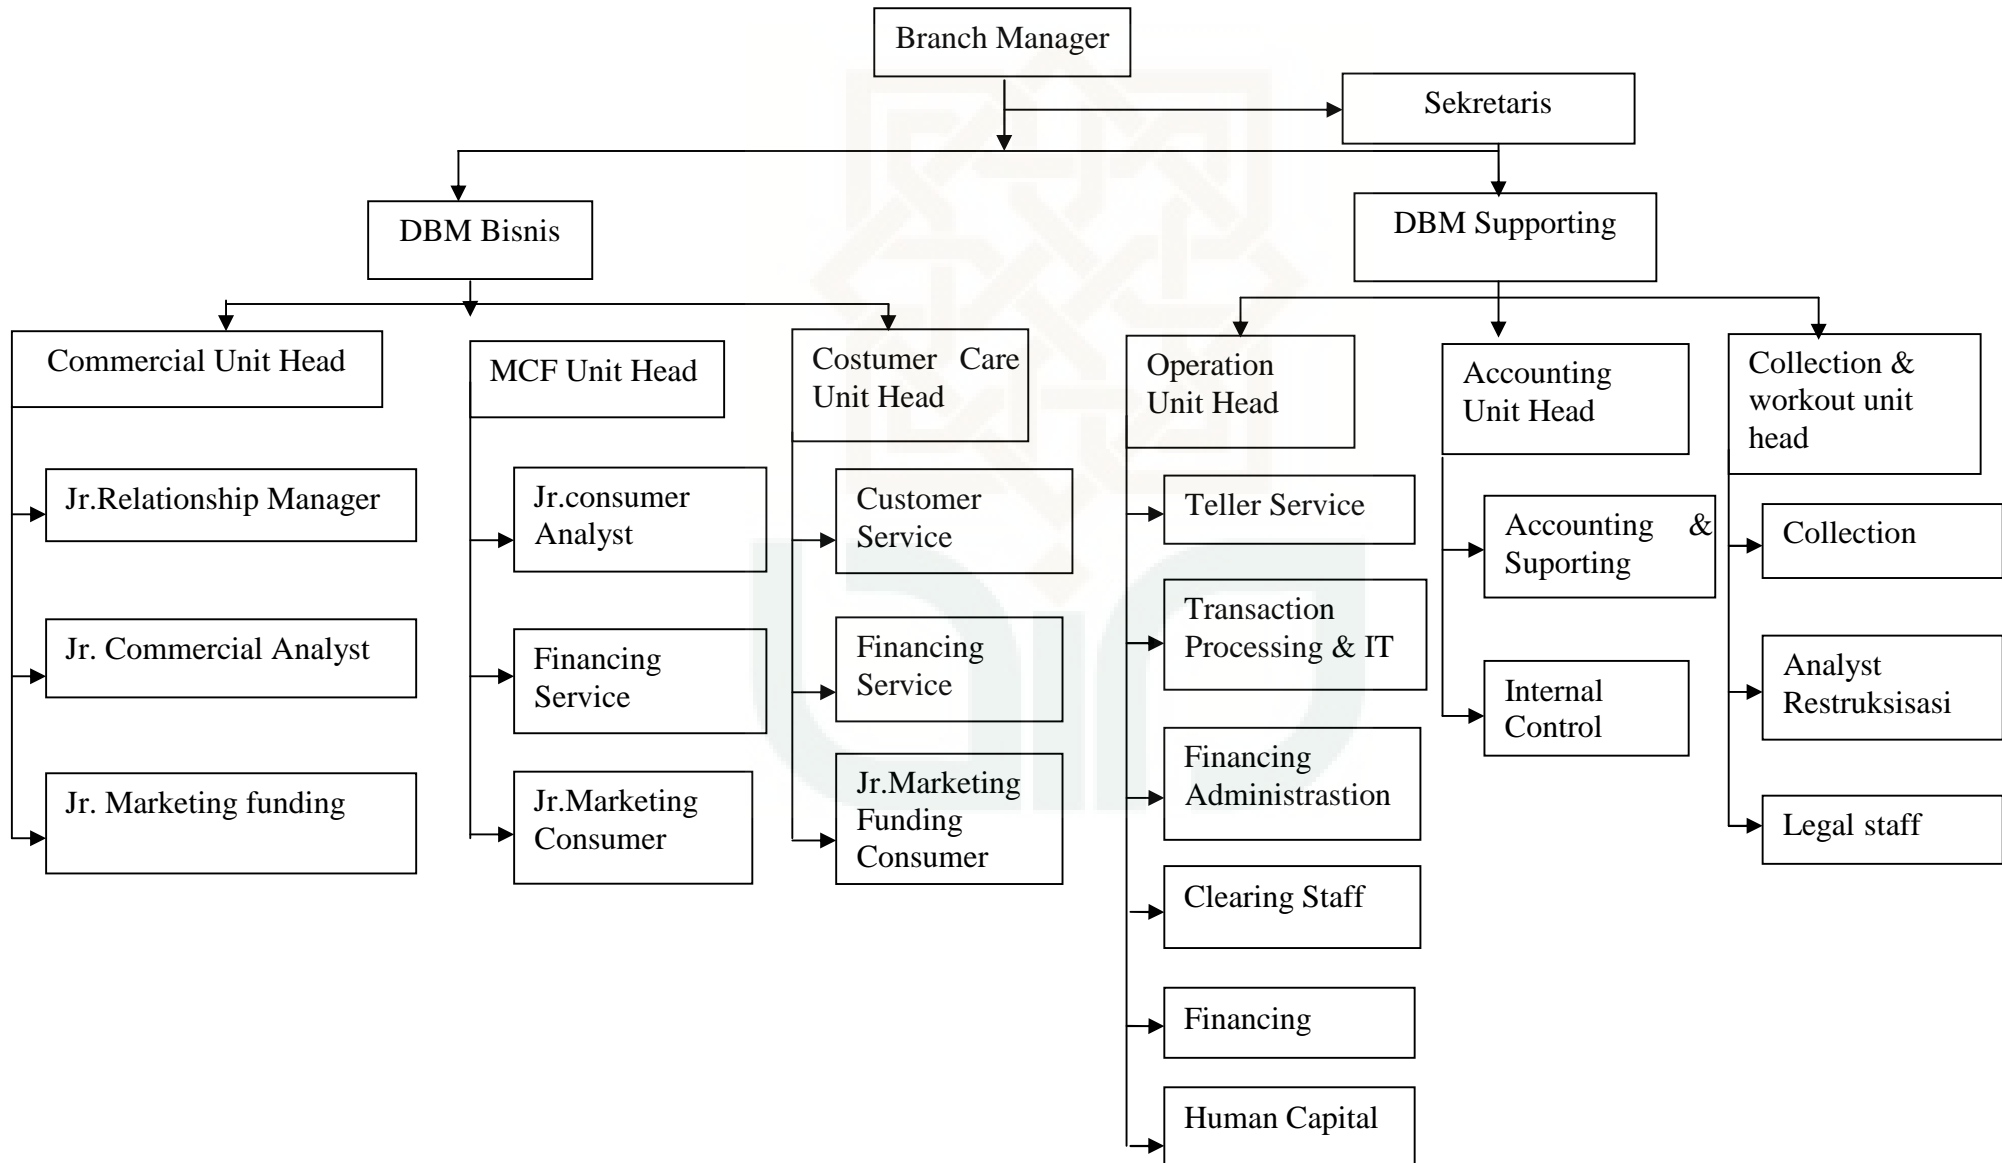 Branch Manager
Sekretaris
DBM Bisnis
DBM Supporting
Commercial Unit Head
MCF Unit Head
Costumer Care
Unit Head
Operation
Unit Head
Accounting
Unit Head
Collection &
workout unit
head
Jr.Relationship Manager
Jr. Commercial Analyst
Jr. Marketing funding
Jr.consumer
Analyst
Financing
Service
Jr.Marketing
Consumer
Customer
Service
Financing
Service
Jr.Marketing
Funding
Consumer
Teller Service
Transaction
Processing & IT
Financing
Administrastion
Clearing Staff
Financing
Human Capital
Accounting &
Suporting
Internal
Control
Collection
Analyst
Restruksisasi
Legal staff